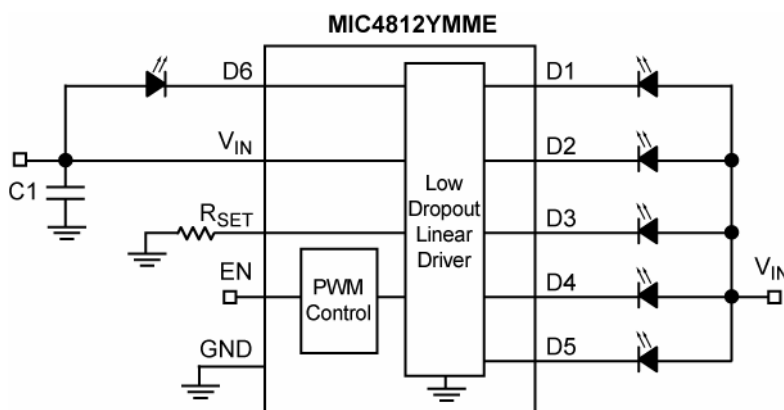 MIC4812YMME
D6
D1
VIN
D2
C1
Low
Dropout
Linear
Driver
RSET
D3
EN
PWM
Control
D4
VIN
GND
D5